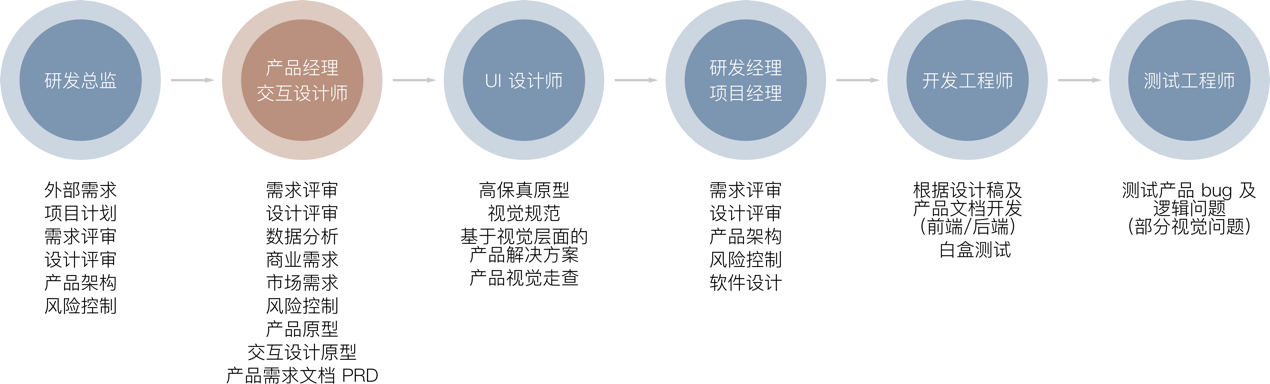 研发总监
产品经理
交互设计师
UI 设计师
研发经理
项目经理
开发工程师
测试工程师
外部需求
项目计划
需求评审
设计评审
产品架构
风险控制
需求评审
设计评审
数据分析
商业需求
市场需求
风险控制
产品原型
交互设计原型
产品需求文档 PRD
高保真原型
视觉规范
基于视觉层面的
产品解决方案
产品视觉走查
需求评审
设计评审
产品架构
风险控制
软件设计
根据设计稿及
产品文档开发
(前端/后端)
白盒测试
测试产品 bug 及
逻辑问题
(部分视觉问题)